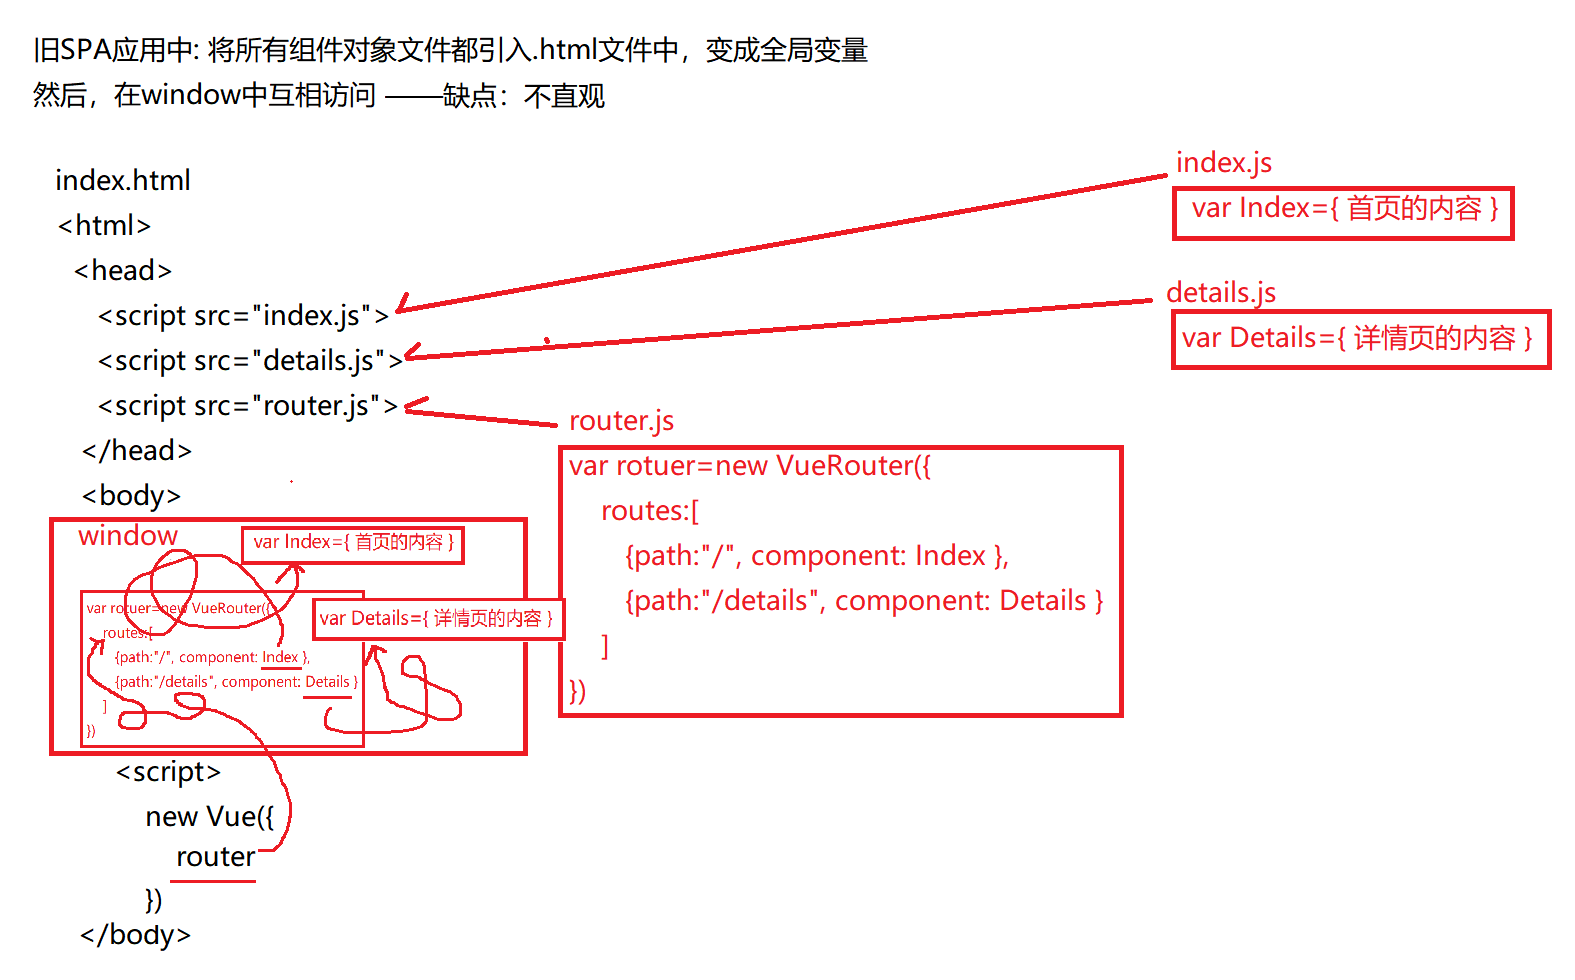 旧SPA应用中: 将所有组件对象文件都引入.html文件中，变成全局变量
然后，在window中互相访问 ——缺点：不直观
index.html
<html>
<head>
<script src="index.js">
<script src="details.js">
<script src="router.js">
</head>
<body>
index.js
var Index={ 首页的内容 }
details.js
var Details={ 详情页的内容 }
router.js
var rotuer=new VueRouter({
routes:[
{path:"/", component: Index },
{path:"/details", component: Details }
]
})
window
var Index={ 首页的内容 }
var rotuer=new VueRouter({
var Details={ 详情页的内容 }
routes:[
{path:"/", component: Index },
{path:"/details", component: Details }
]
})
<script>
new Vue({
router
})
</body>